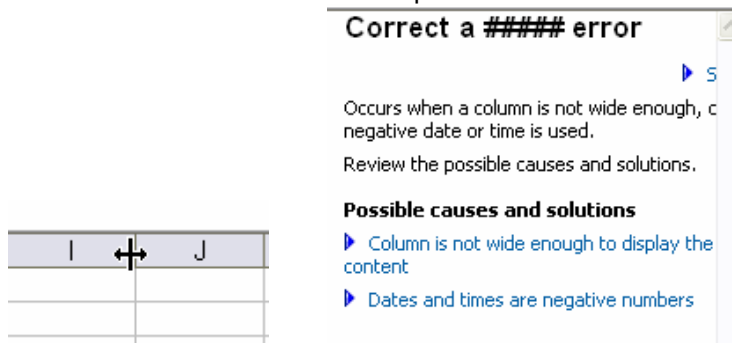 Correct a ##### error
S
Occurs when a column is not wide enough,
negative date or time is used.
Review the possible causes and solutions.
Possible causes and solutions
Column is not wide enough to display the
content
Dates and times are negative numbers
I J